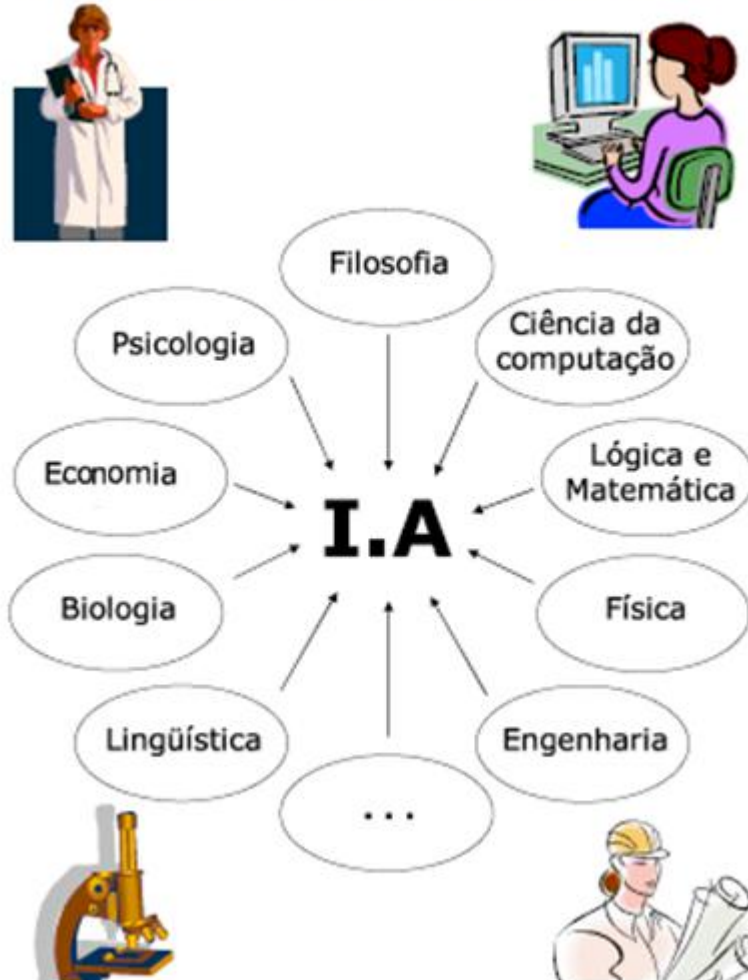 Filosofia
Psicologia
Ciência da
computação
Economia
Lógica e
Matemática
I.A
Biologia
Física
Lingüística
Engenharia
...